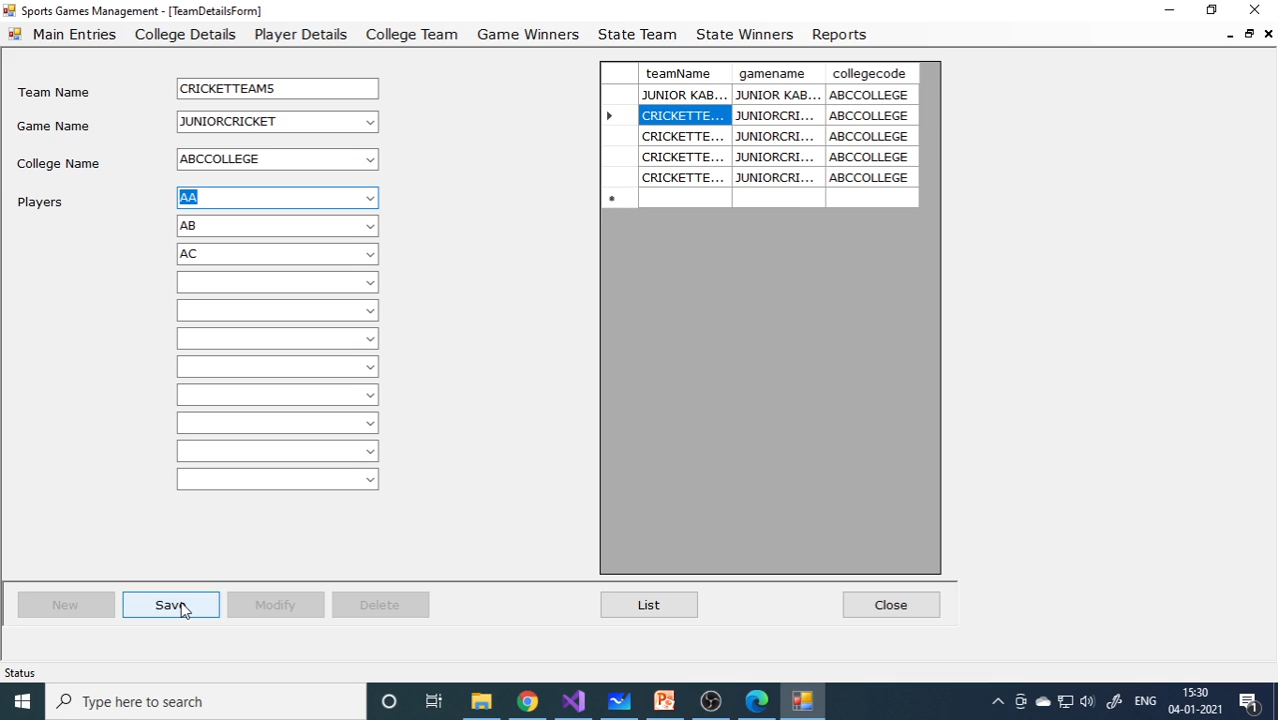 Sports Games Management - [TeamDetailsForm]
Main Entries College Details Player Details College Team Game Winners State Team State Winners Reports
Team Name CRICKETTEAM5
Game Name JUNIORCRICKET
College Name ABCCOLLEGE
Players AA
AB
AC
teamName gamename collegecode
JUNIOR KAB... JUNIOR KAB... ABCCOLLEGE
CRICKETTE... JUNIORCRI... ABCCOLLEGE
CRICKETTE... JUNIORCRI... ABCCOLLEGE
CRICKETTE... JUNIORCRI... ABCCOLLEGE
CRICKETTE... JUNIORCRI... ABCCOLLEGE
New Save Modify Delete List Close
Status
Type here to search
ENG
15:30
04-01-2021
1